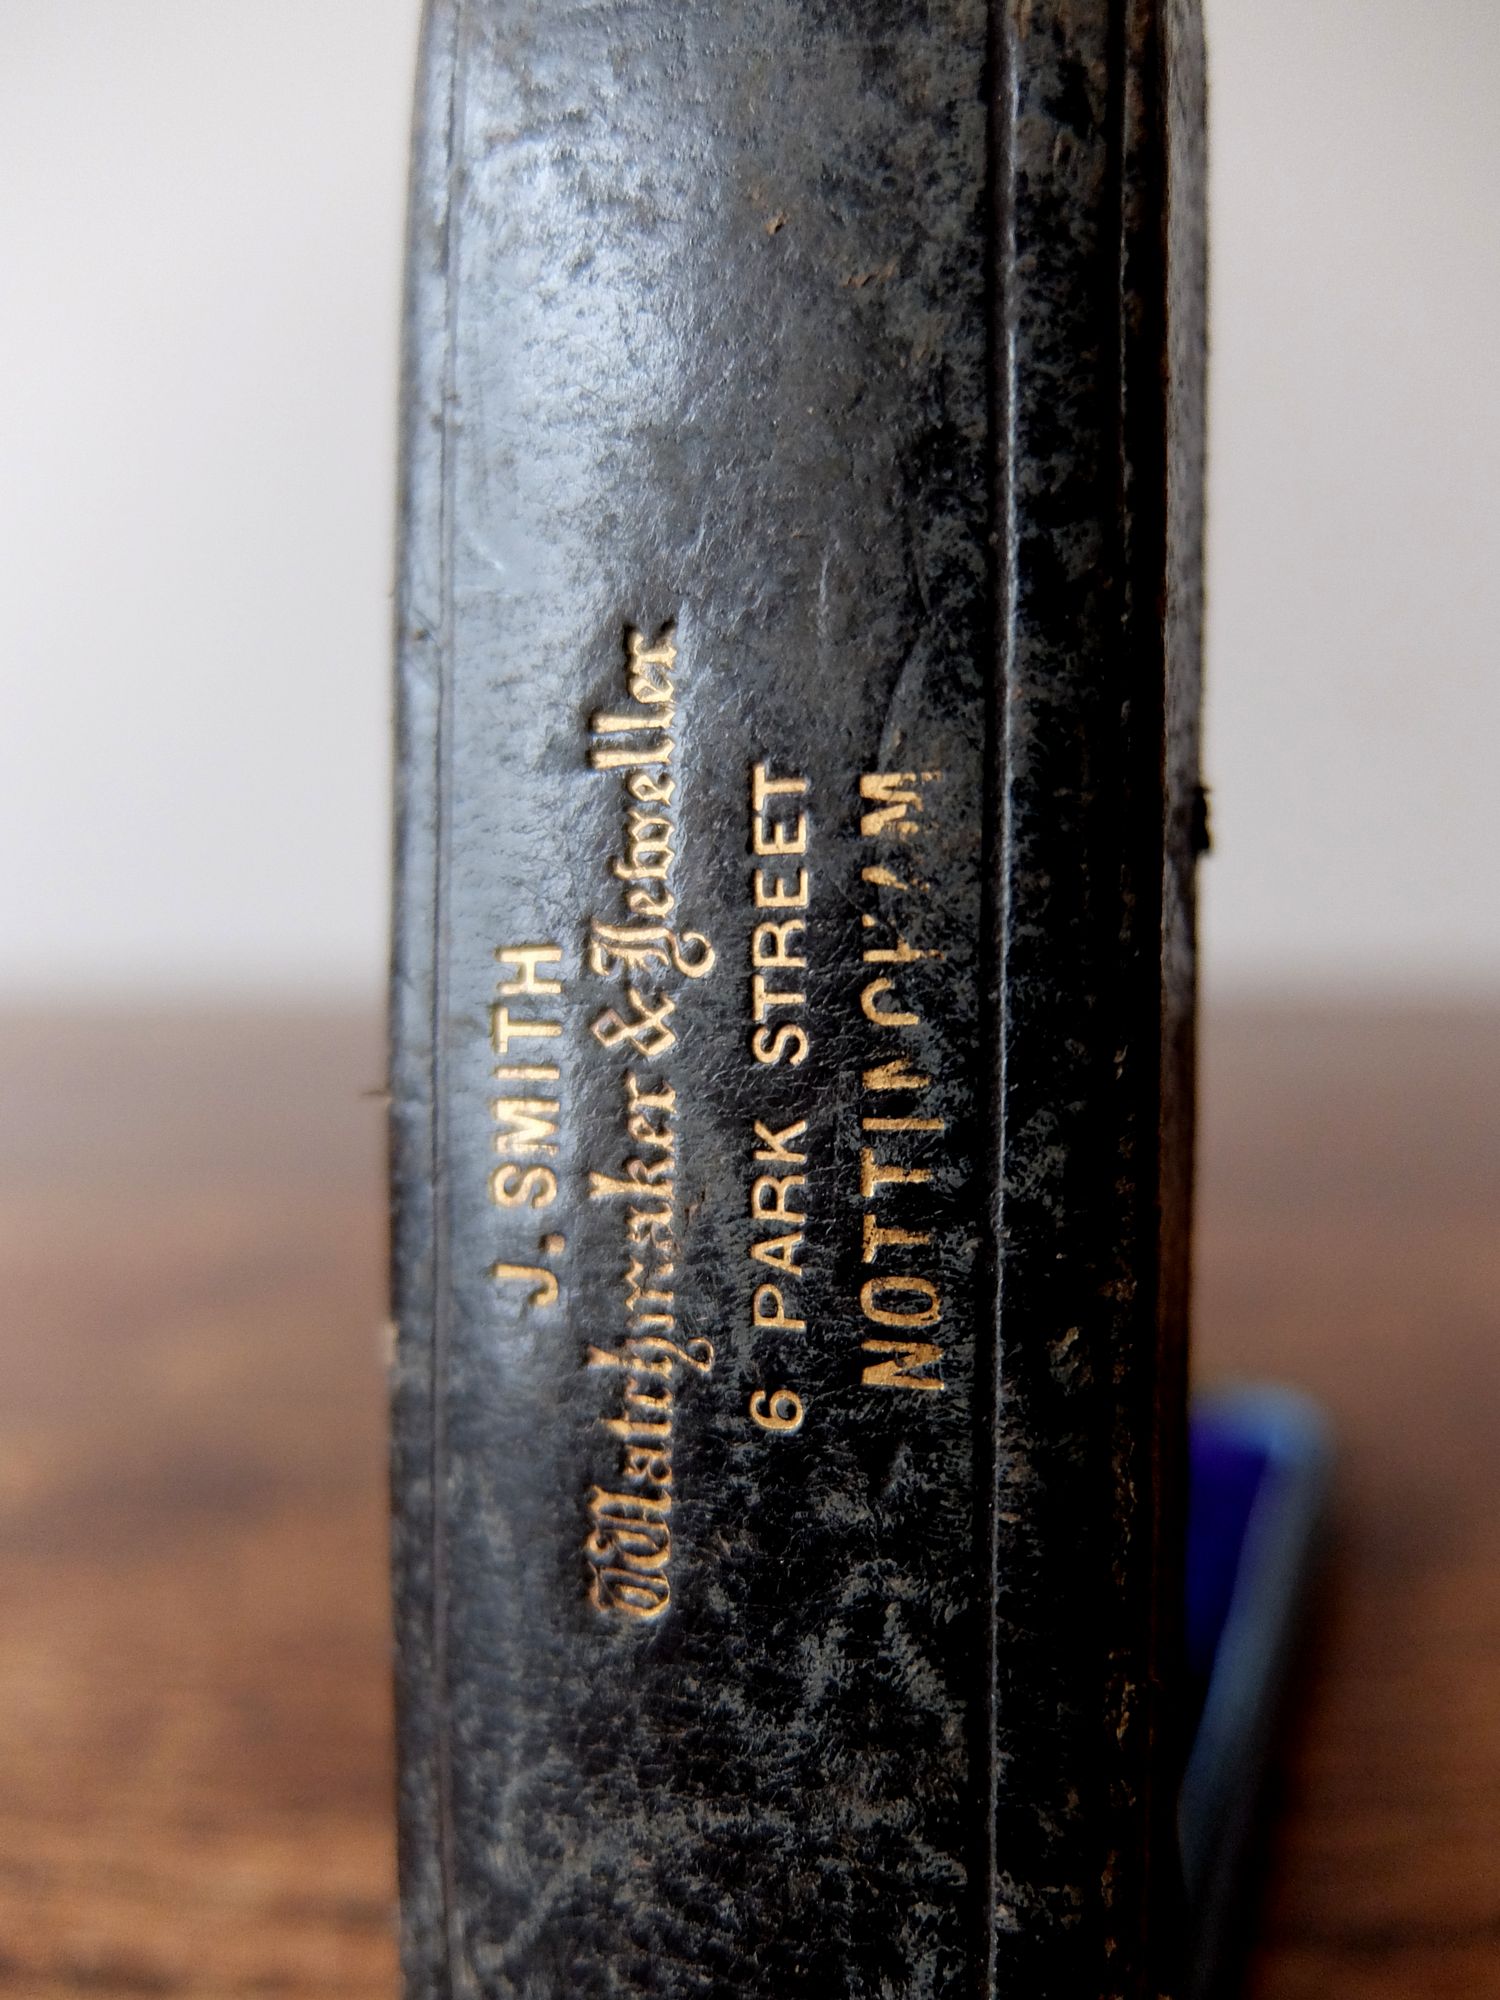 J. SMITH
Watchmaker & Jeweller
6 PARK STREET
NOTTINGHAM